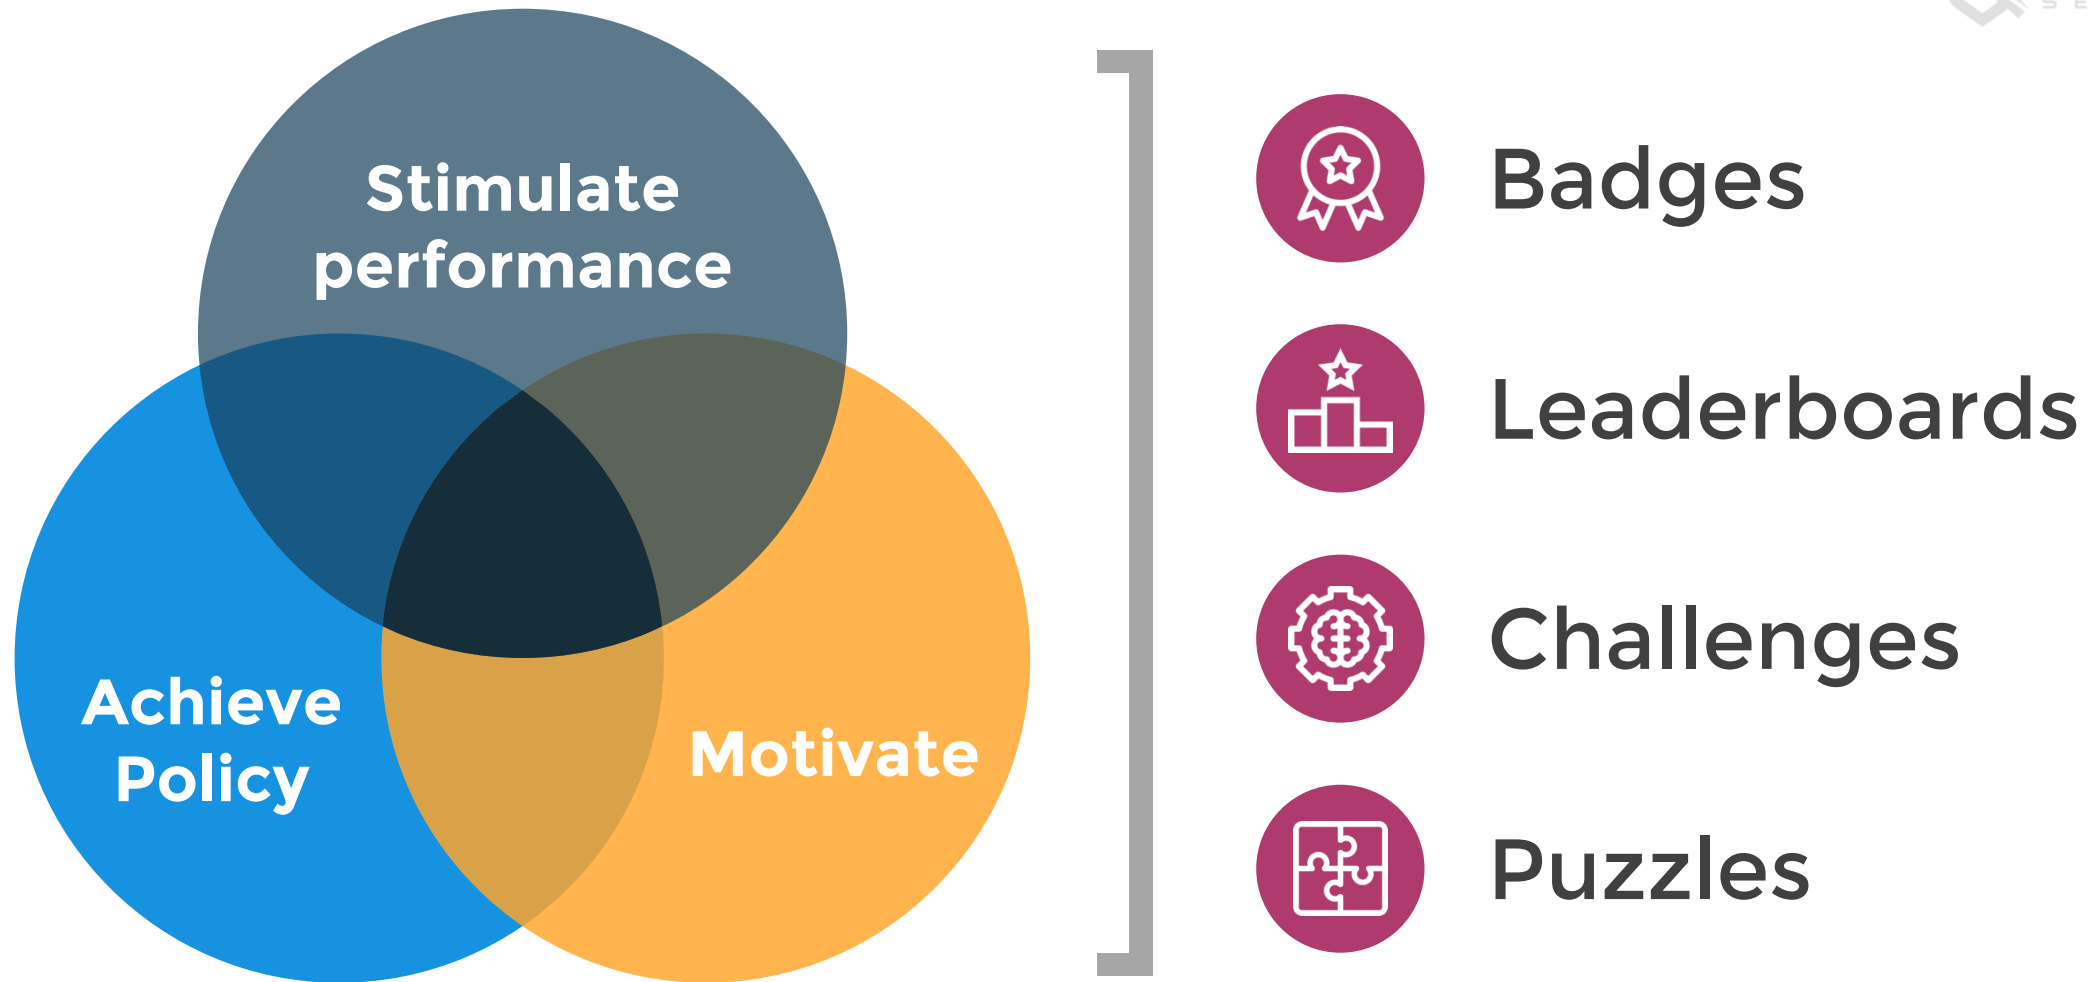 Stimulate
performance
Achieve
Policy
Motivate
Badges
Leaderboards
Challenges
Puzzles